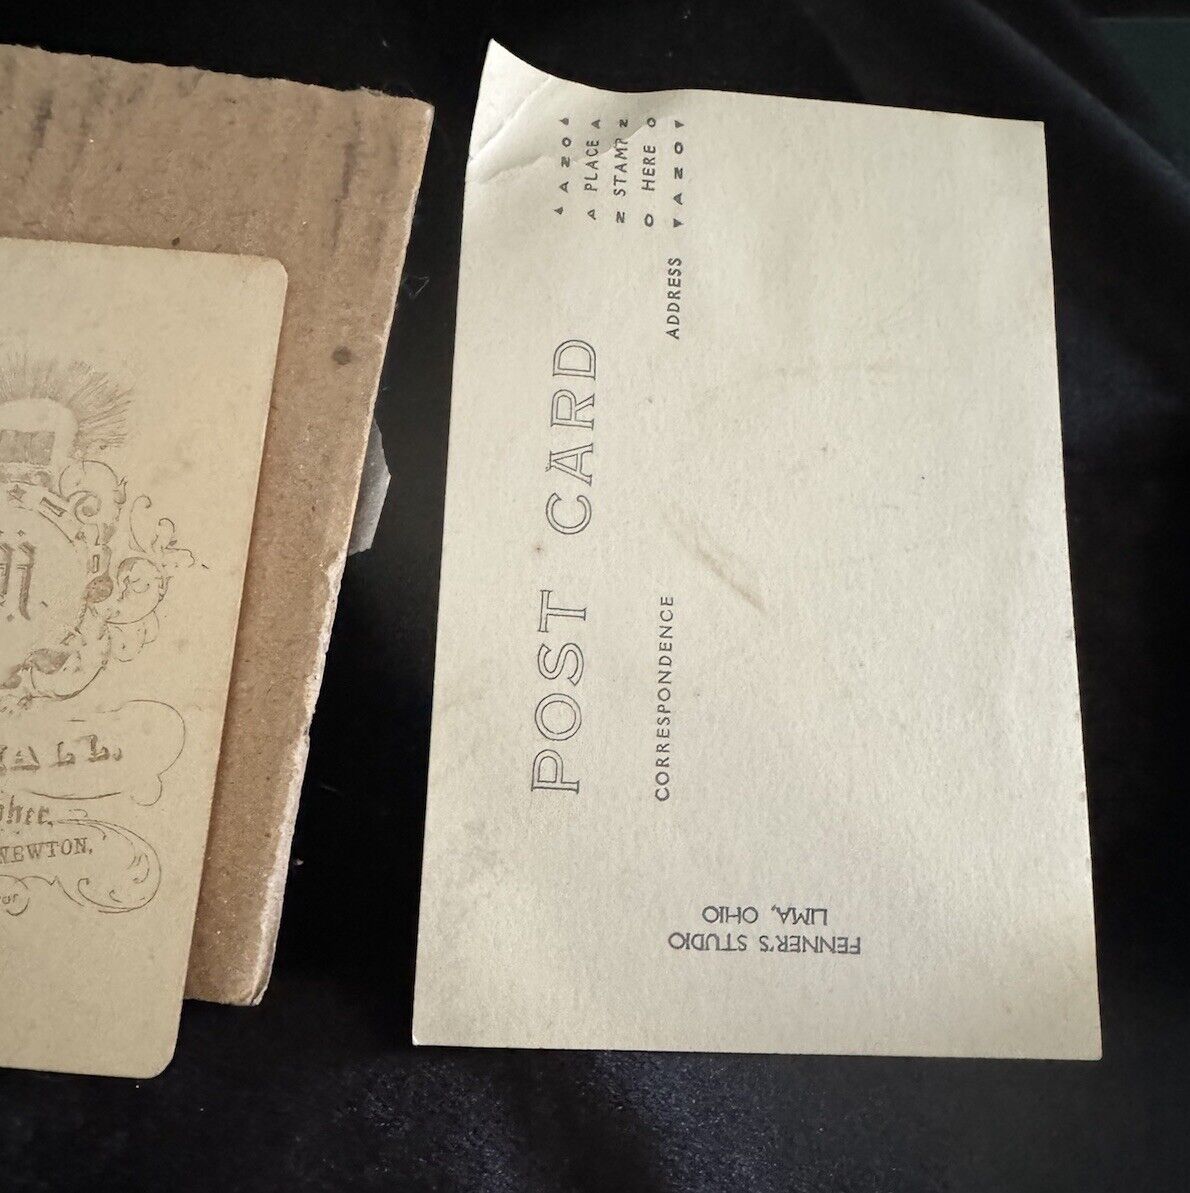 POST CARD
CORRESPONDENCE
ADDRESS
▲ A Z O ▲
A PLACE A
Z STAMP Z
O HERE O
▼ A Z O ▼
FENNER'S STUDIO
LIMA, OHIO
NEWTON,